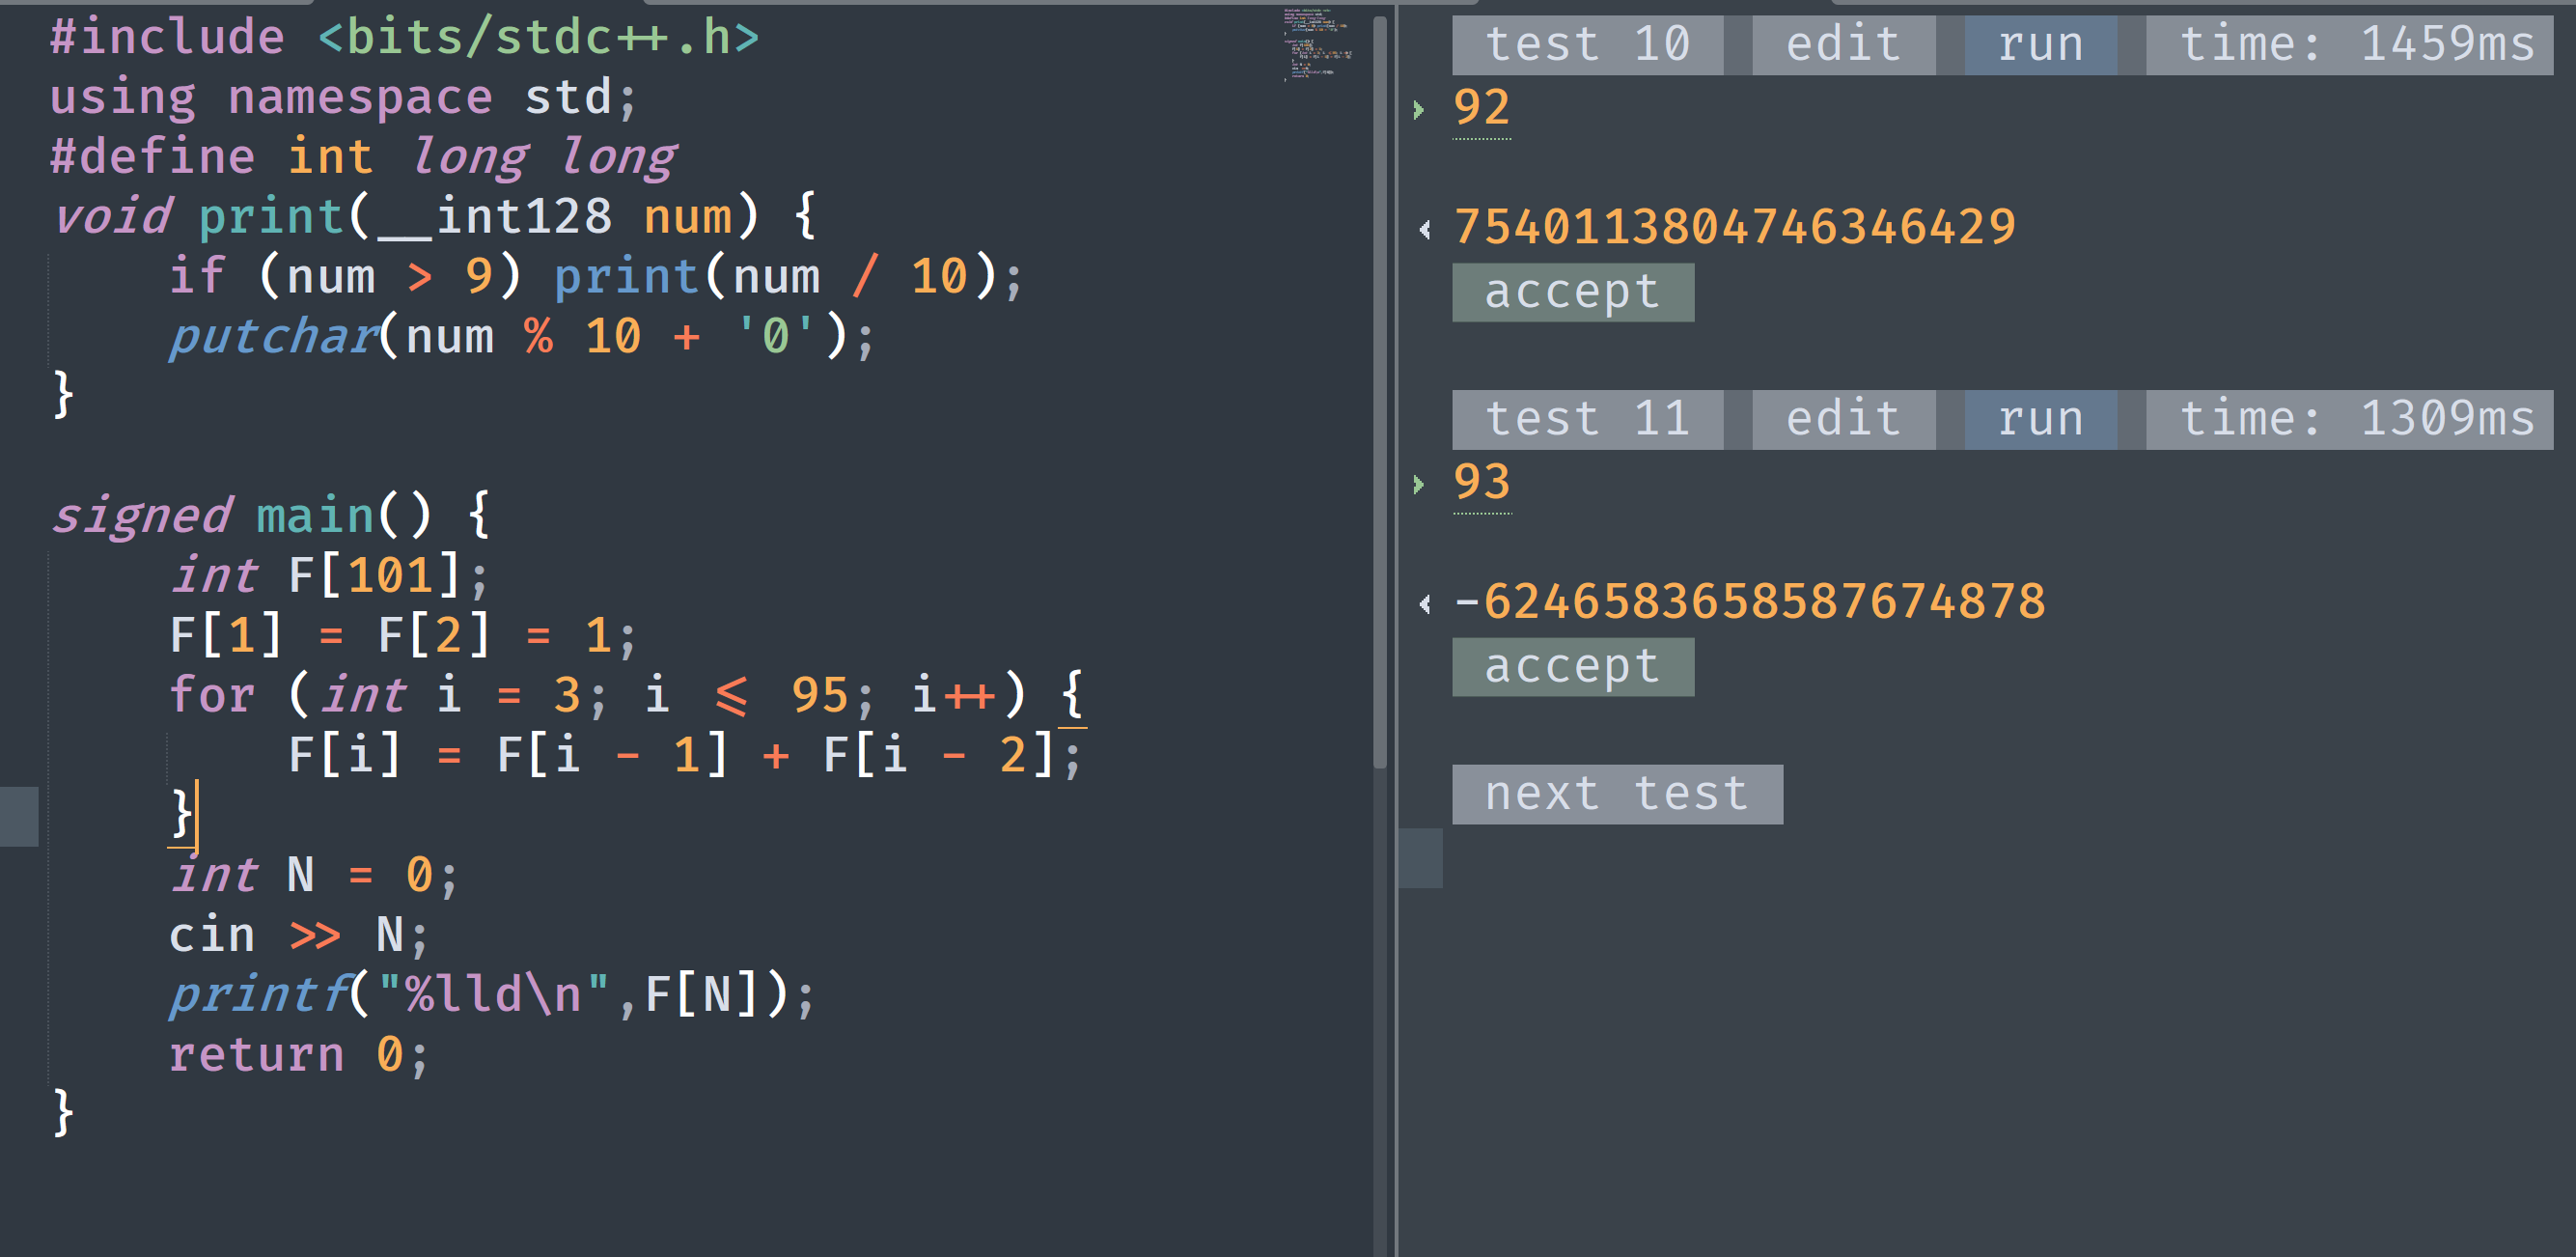 #include <bits/stdc++.h>
using namespace std;
#define int long long
void print(__int128 num) {
    if (num > 9) print(num / 10);
    putchar(num % 10 + '0');
}

signed main() {
    int F[101];
    F[1] = F[2] = 1;
    for (int i = 3; i <= 95; i++) {
        F[i] = F[i - 1] + F[i - 2];
    }
    int N = 0;
    cin >> N;
    printf("%lld\n",F[N]);
    return 0;
}
test 10 edit run time: 1459ms
92
7540113804746346429
accept
test 11 edit run time: 1309ms
93
-6246583658587674878
accept
next test